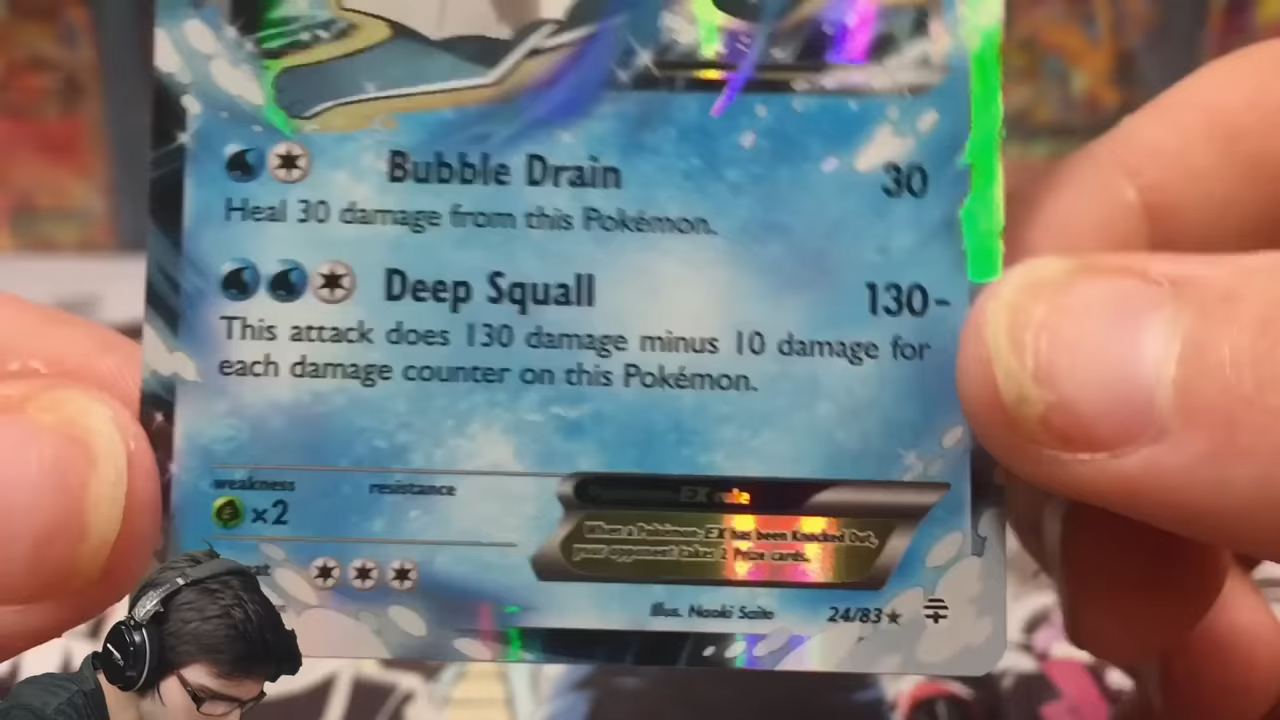 Bubble Drain 30
Heal 30 damage from this Pokémon.
Deep Squall 130-
This attack does 130 damage minus 10 damage for
each damage counter on this Pokémon.
weakness resistance
x2
EX rule
When a Pokémon-EX has been Knocked Out,
your opponent takes 2 Prize cards.
Illus. Naoki Saito 24/83